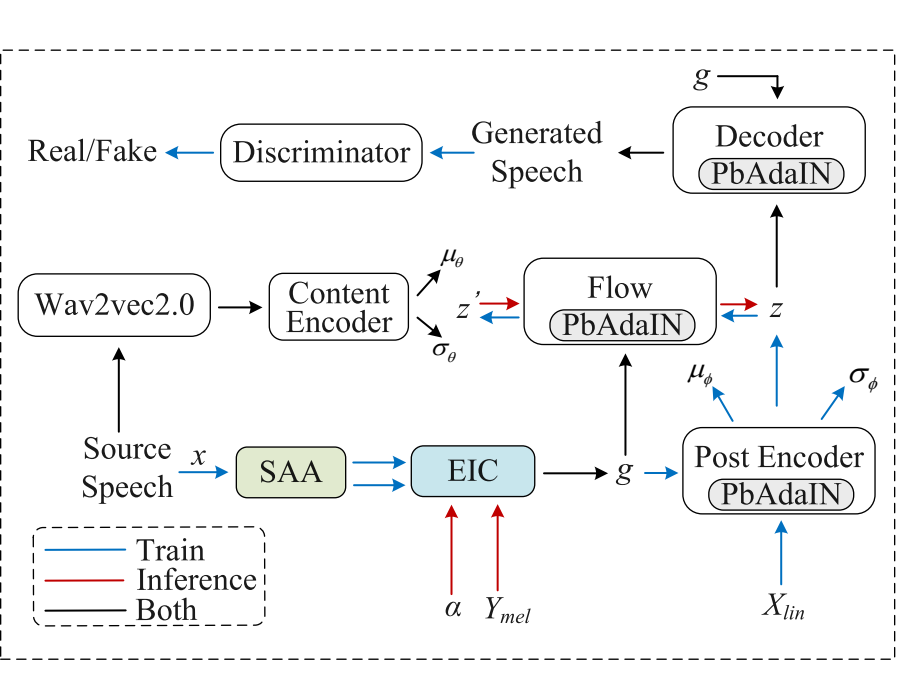 g
Decoder
PbAdaIN
Generated
Speech
Discriminator
Real/Fake
Wav2vec2.0
Content
Encoder
μθ
σθ
z'
Flow
PbAdaIN
z
μϕ
σϕ
Source
Speech
x
SAA
EIC
g
Post Encoder
PbAdaIN
Train
Inference
Both
α
Ymel
Xlin